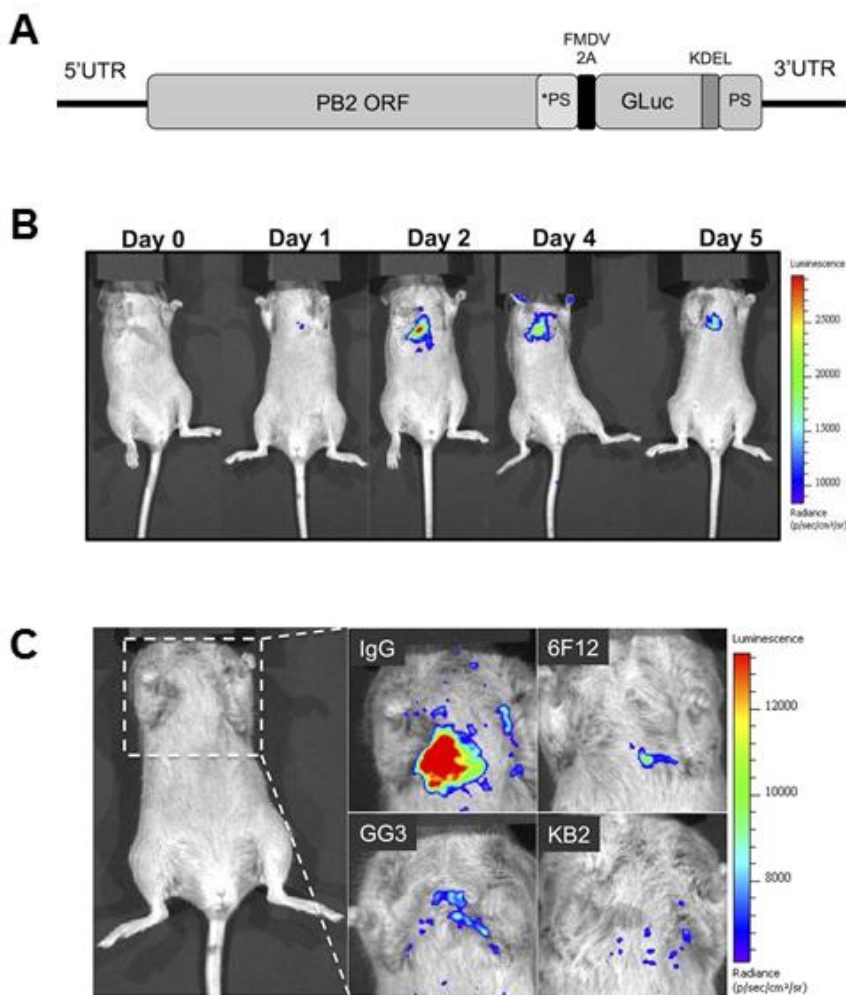 A
5'UTR
PB2 ORF
*PS
FMDV
2A
GLuc
KDEL
PS
3'UTR
B
Day 0
Day 1
Day 2
Day 4
Day 5
Luminescence
25000
20000
15000
10000
Radiance
(p/sec/cm²/sr)
C
IgG
6F12
GG3
KB2
Luminescence
12000
10000
8000
Radiance
(p/sec/cm²/sr)